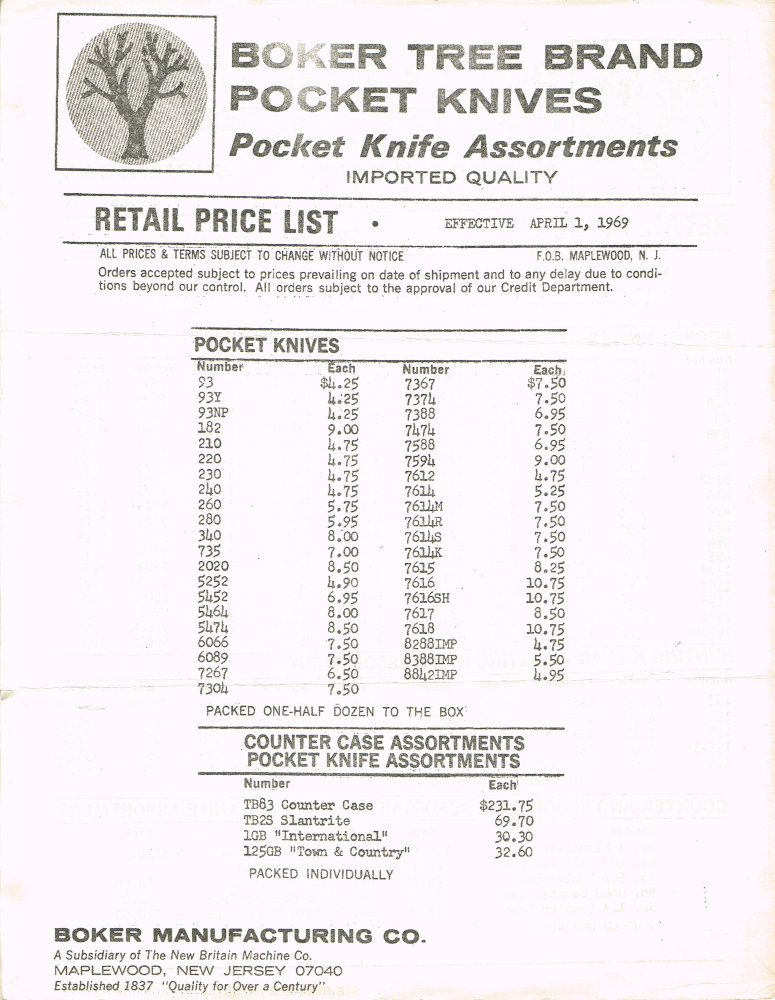 BOKER TREE BRAND
POCKET KNIVES
Pocket Knife Assortments
IMPORTED QUALITY
RETAIL PRICE LIST • EFFECTIVE APRIL 1, 1969
ALL PRICES & TERMS SUBJECT TO CHANGE WITHOUT NOTICE F.O.B. MAPLEWOOD, N. J.
Orders accepted subject to prices prevailing on date of shipment and to any delay due to condi-
tions beyond our control. All orders subject to the approval of our Credit Department.
POCKET KNIVES
Number Each Number Each
93 $4.25 7367 $7.50
93Y 4.25 7374 7.50
93NP 4.25 7388 6.95
182 9.00 7474 7.50
210 4.75 7588 6.95
220 4.75 7594 9.00
230 4.75 7612 4.75
240 4.75 7614 5.25
260 5.75 7614M 7.50
280 5.95 7614R 7.50
340 8.00 7614S 7.50
735 7.00 7614K 7.50
2020 8.50 7615 8.25
5252 4.90 7616 10.75
5452 6.95 7616SH 10.75
5464 8.00 7617 8.50
5474 8.50 7618 10.75
6066 7.50 8288IMP 4.75
6089 7.50 8388IMP 5.50
7267 6.50 8842IMP 4.95
7304 7.50
PACKED ONE-HALF DOZEN TO THE BOX
COUNTER CASE ASSORTMENTS
POCKET KNIFE ASSORTMENTS
Number Each
TB83 Counter Case $231.75
TB2S Slantrite 69.70
1GB "International" 30.30
125GB "Town & Country" 32.60
PACKED INDIVIDUALLY
BOKER MANUFACTURING CO.
A Subsidiary of The New Britain Machine Co.
MAPLEWOOD, NEW JERSEY 07040
Established 1837 "Quality for Over a Century"